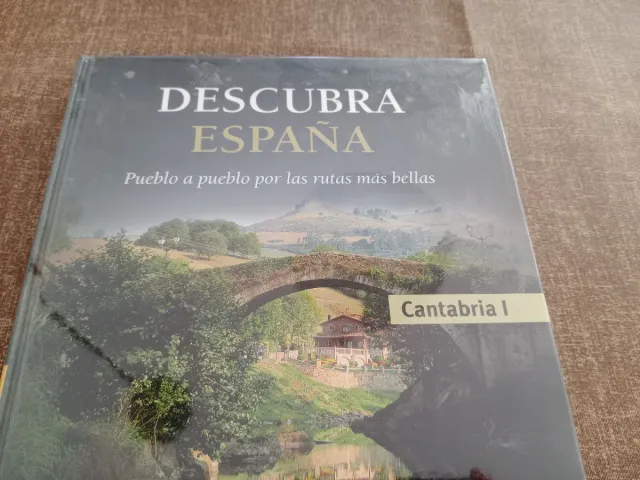 DESCUBRA
ESPAÑA
Pueblo a pueblo por las rutas más bellas
Cantabria I